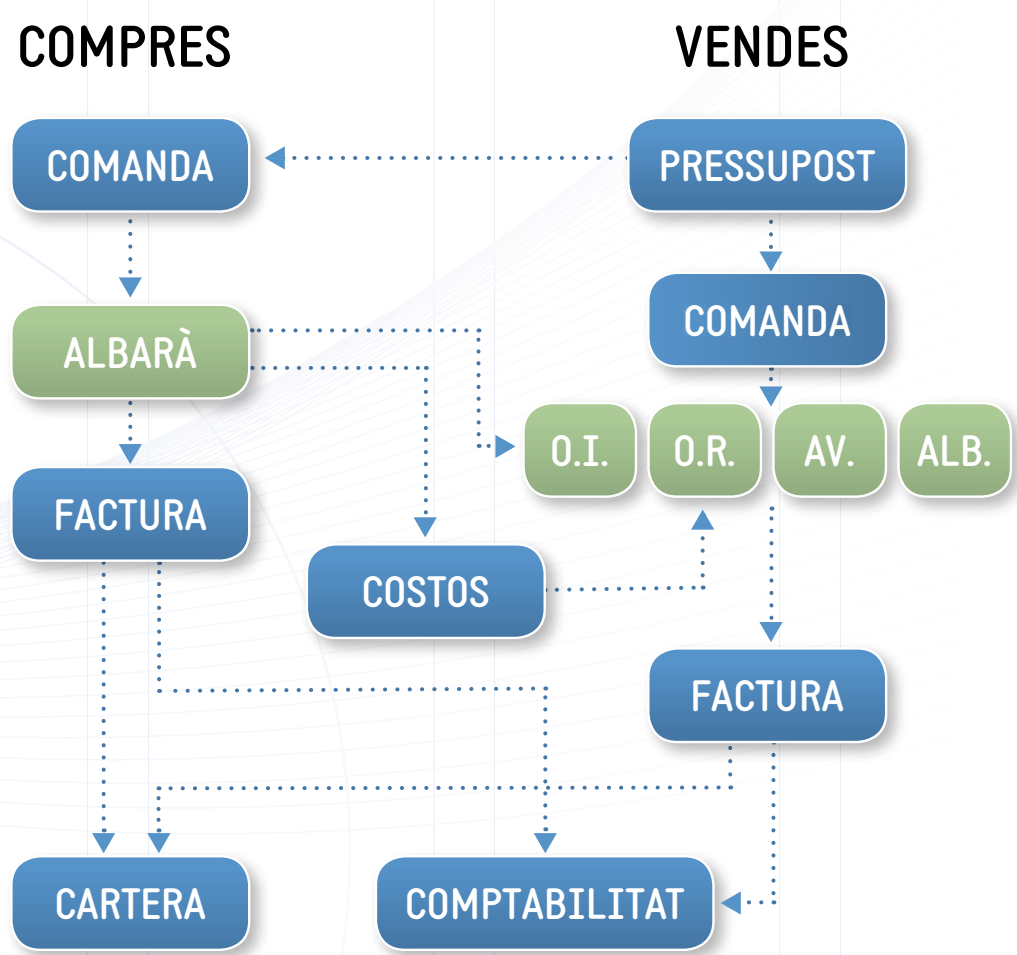 COMPRES
VENDES
COMANDA
PRESSUPOST
COMANDA
ALBARÀ
O.I.
O.R.
AV.
ALB.
FACTURA
COSTOS
FACTURA
CARTERA
COMPTABILITAT